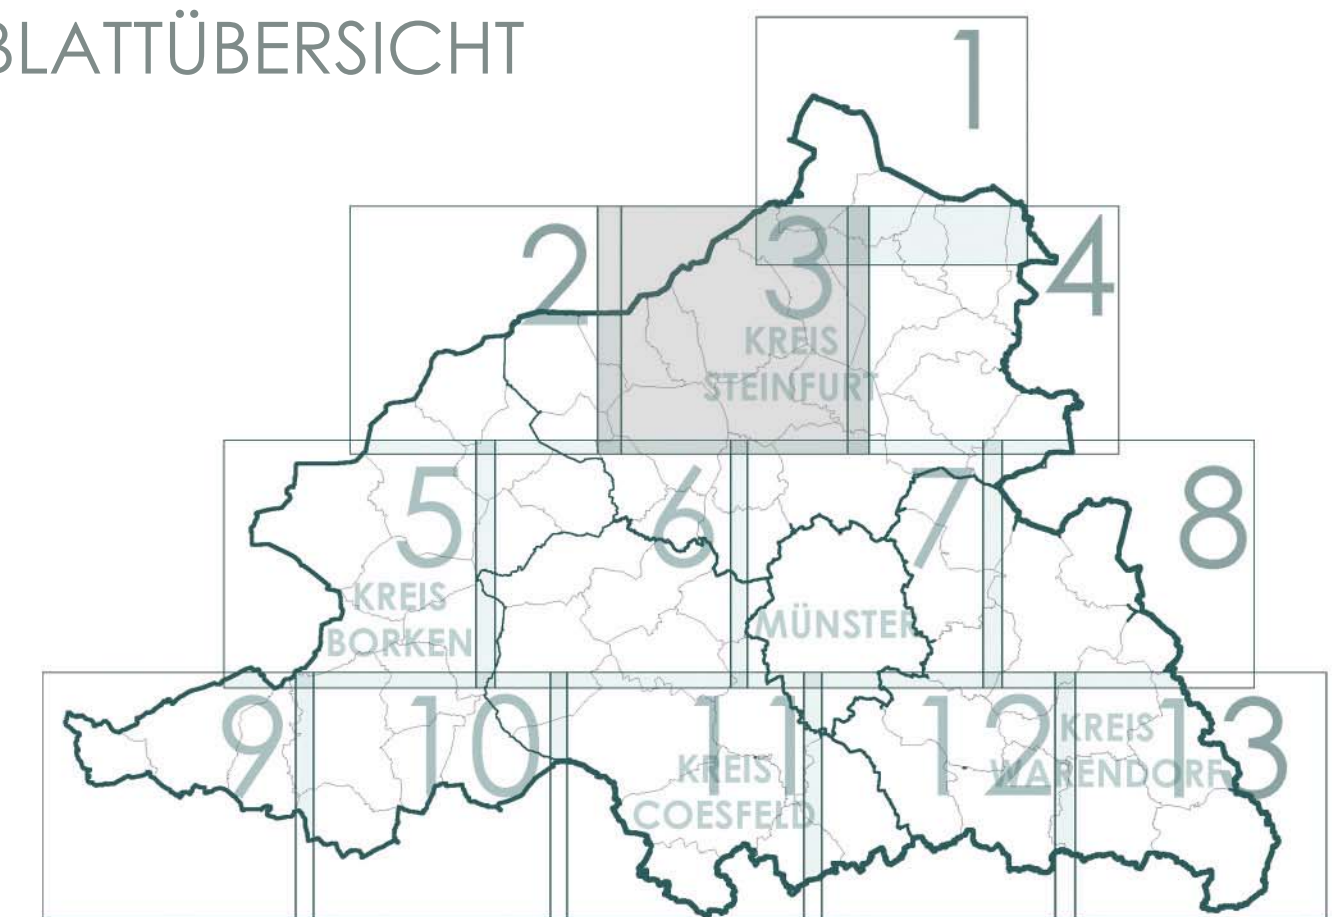 BLATTÜBERSICHT
1
2
3
4
KREIS
STEINFURT
5
6
7
8
KREIS
BORKEN
MÜNSTER
9
10
11
12
13
KREIS
COESFELD
KREIS
WARENDORF